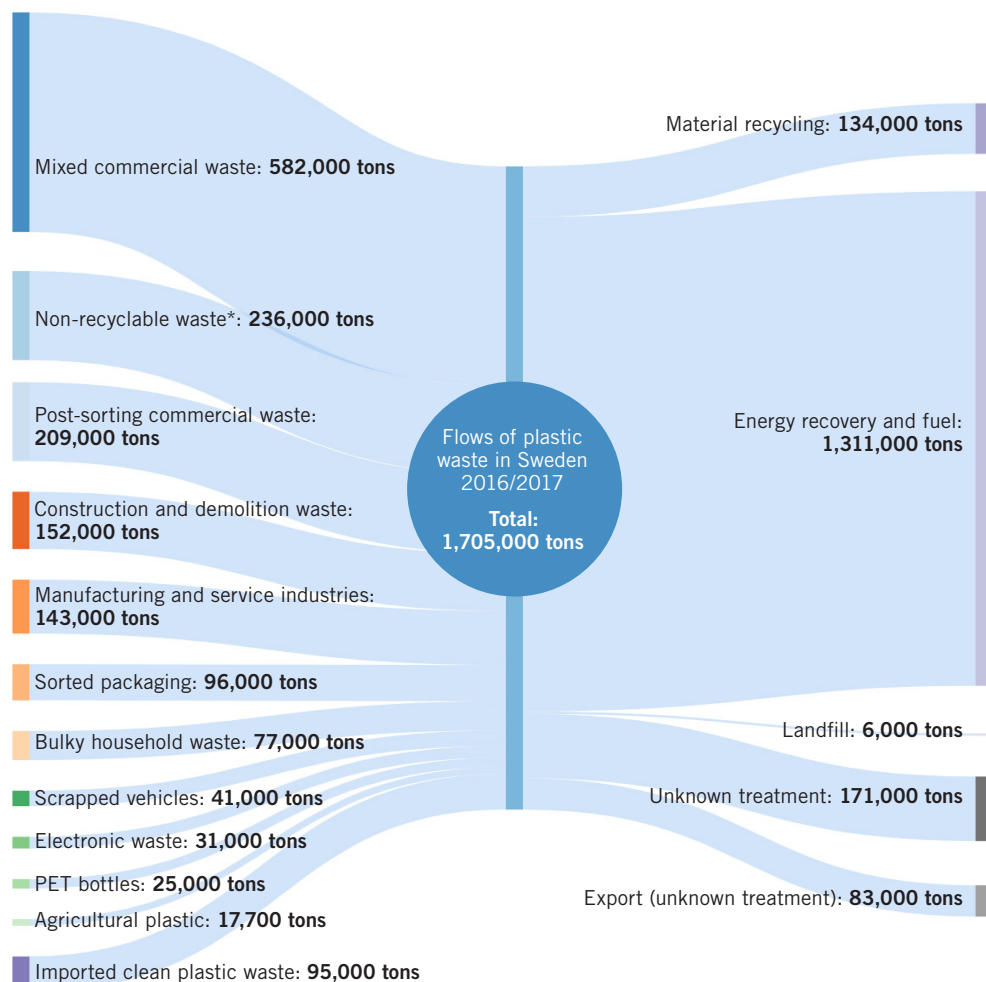 Mixed commercial waste: 582,000 tons
Non-recyclable waste*: 236,000 tons
Post-sorting commercial waste:
209,000 tons
Construction and demolition waste:
152,000 tons
Manufacturing and service industries:
143,000 tons
Sorted packaging: 96,000 tons
Bulky household waste: 77,000 tons
Scrapped vehicles: 41,000 tons
Electronic waste: 31,000 tons
PET bottles: 25,000 tons
Agricultural plastic: 17,700 tons
Imported clean plastic waste: 95,000 tons
Flows of plastic
waste in Sweden
2016/2017
Total:
1,705,000 tons
Material recycling: 134,000 tons
Energy recovery and fuel:
1,311,000 tons
Landfill: 6,000 tons
Unknown treatment: 171,000 tons
Export (unknown treatment): 83,000 tons